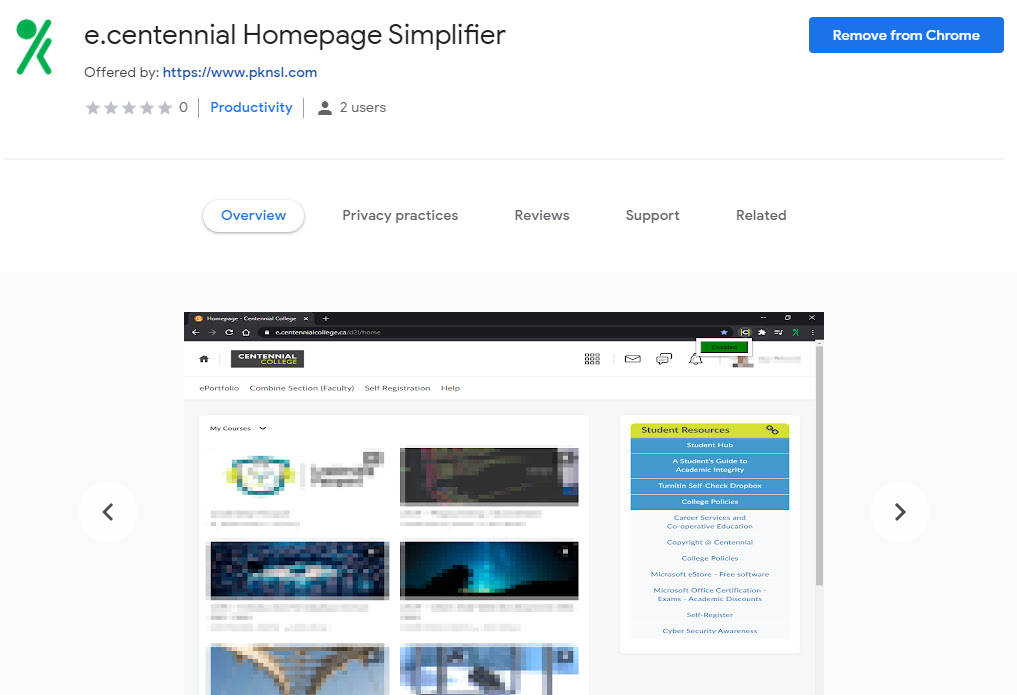 e.centennial Homepage Simplifier
Remove from Chrome
Offered by: https://www.pknsl.com
0 Productivity 2 users
Overview Privacy practices Reviews Support Related
Homepage - Centennial College
e.centennialcollege.ca/d2l/home
Enabled
CENTENNIAL
COLLEGE
ePortfolio Combine Section (Faculty) Self Registration Help
My Courses
Student Resources
Student Hub
A Student's Guide to
Academic Integrity
Turnitin Self-Check Dropbox
College Policies
Career Services and
Co-operative Education
Copyright @ Centennial
College Policies
Microsoft eStore - Free software
Microsoft Office Certification -
Exams - Academic Discounts
Self-Register
Cyber Security Awareness